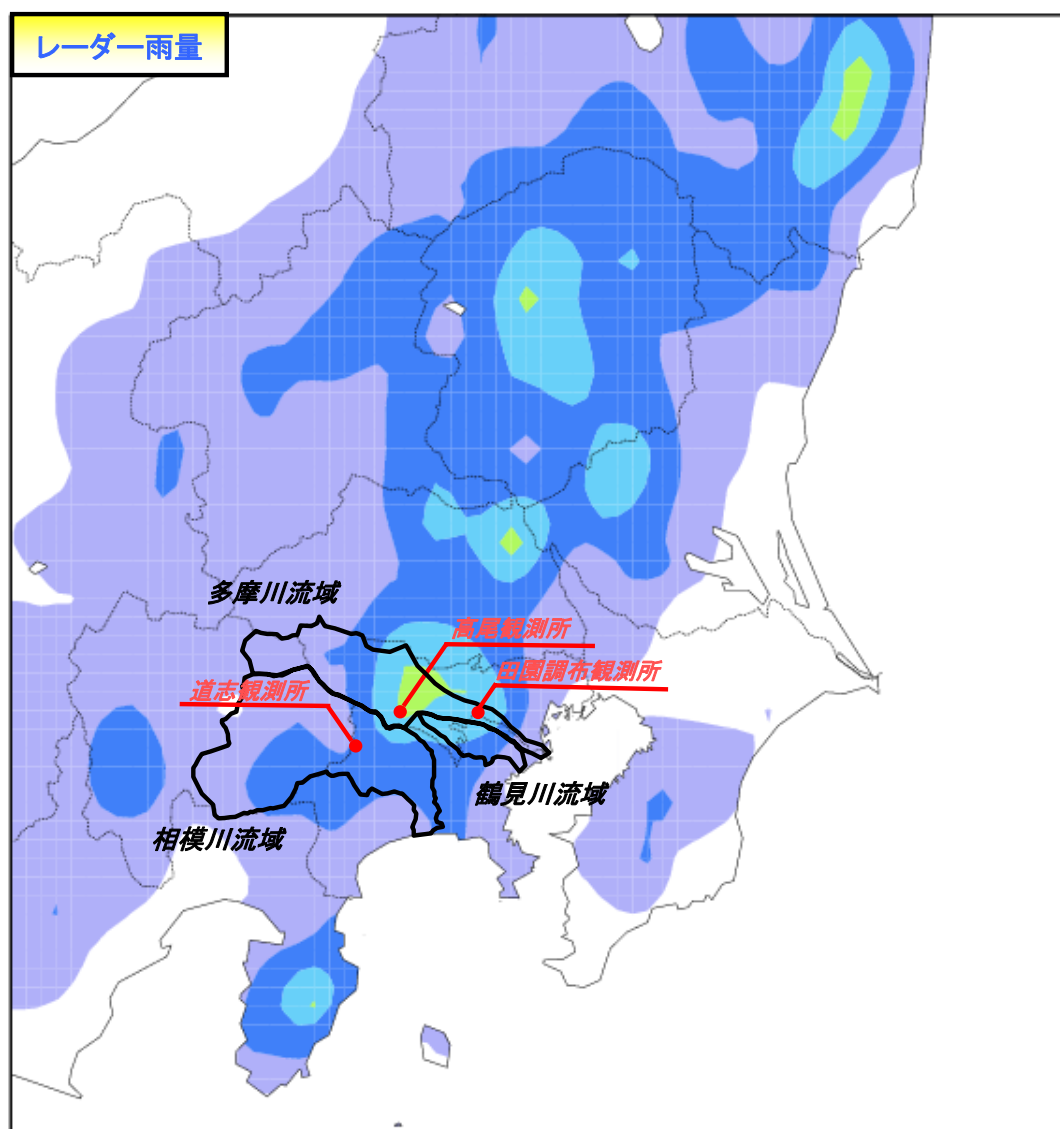 レーダー雨量
多摩川流域
高尾観測所
田園調布観測所
道志観測所
鶴見川流域
相模川流域